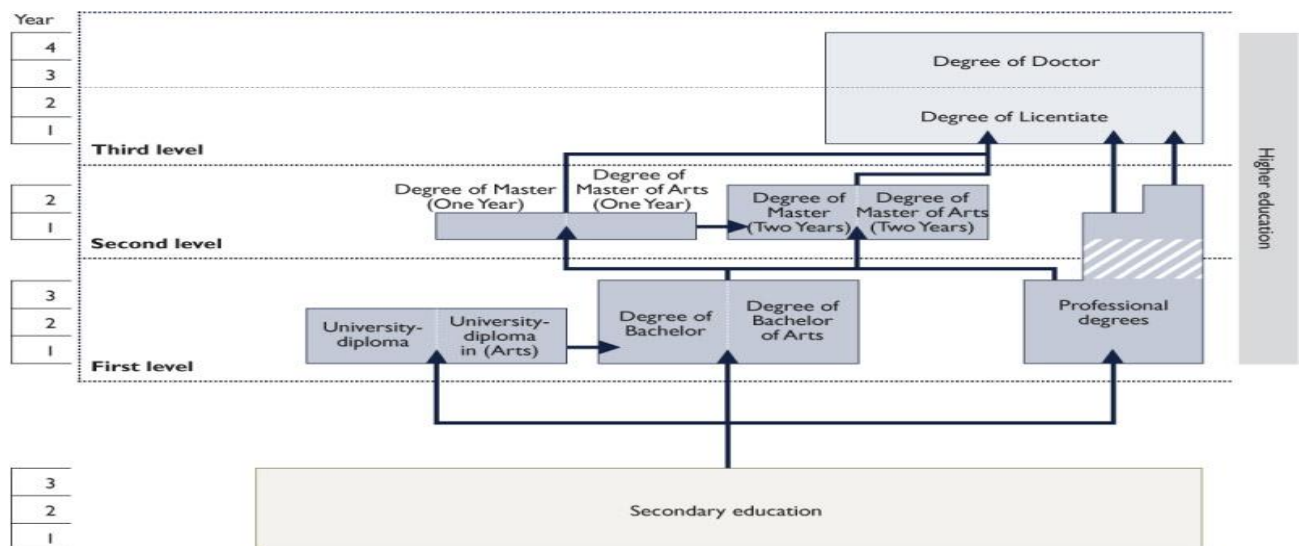 Year
4
3
2
1
Degree of Doctor
Degree of Licentiate
Third level
2
1
Degree of Master
(One Year)
Degree of
Master of Arts
(One Year)
Degree of
Master
(Two Years)
Degree of
Master of Arts
(Two Years)
Second level
3
2
1
University-
diploma
University-
diploma
in (Arts)
Degree of
Bachelor
Degree of
Bachelor
of Arts
Professional
degrees
First level
Higher education
3
2
1
Secondary education